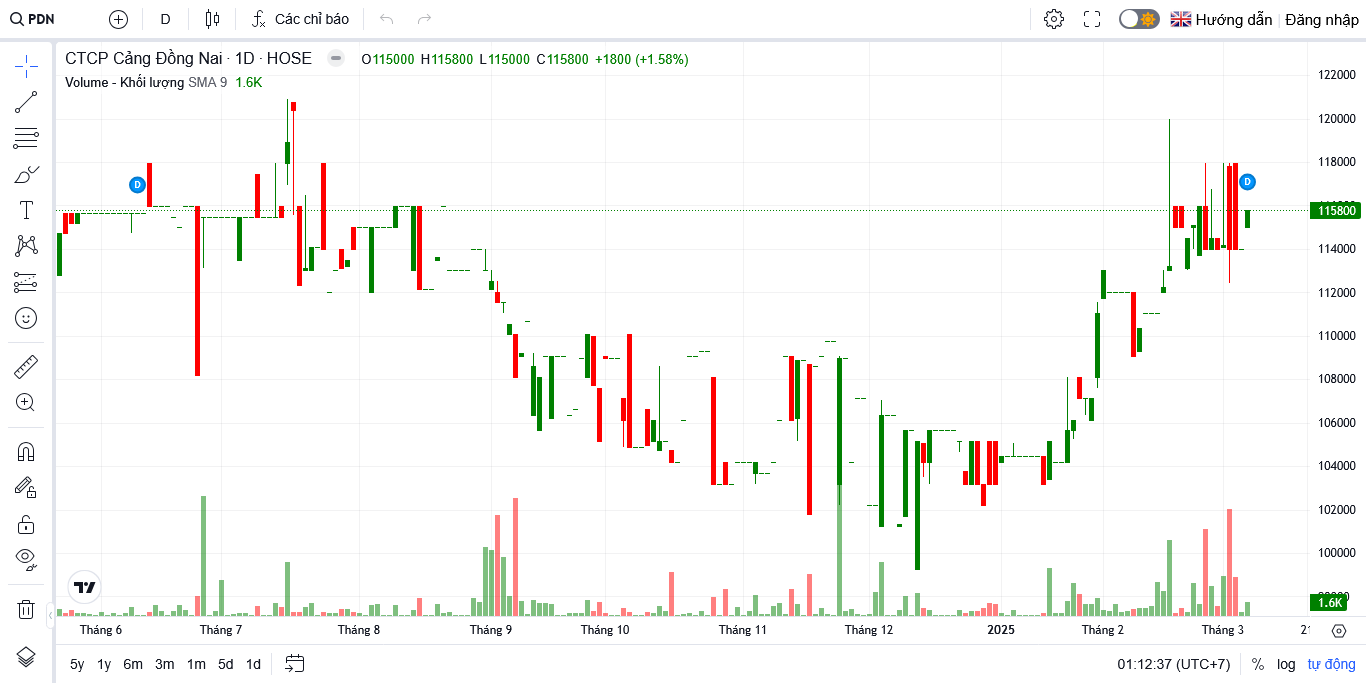 PDN D Các chỉ báo Hướng dẫn Đăng nhập
CTCP Cảng Đồng Nai · 1D · HOSE O115000 H115800 L115000 C115800 +1800 (+1.58%)
Volume - Khối lượng SMA 9 1.6K
122000
120000
118000
D
D
115800
114000
112000
110000
108000
106000
104000
102000
100000
1.6K
Tháng 6 Tháng 7 Tháng 8 Tháng 9 Tháng 10 Tháng 11 Tháng 12 2025 Tháng 2 Tháng 3
5y 1y 6m 3m 1m 5d 1d 01:12:37 (UTC+7) % log tự động